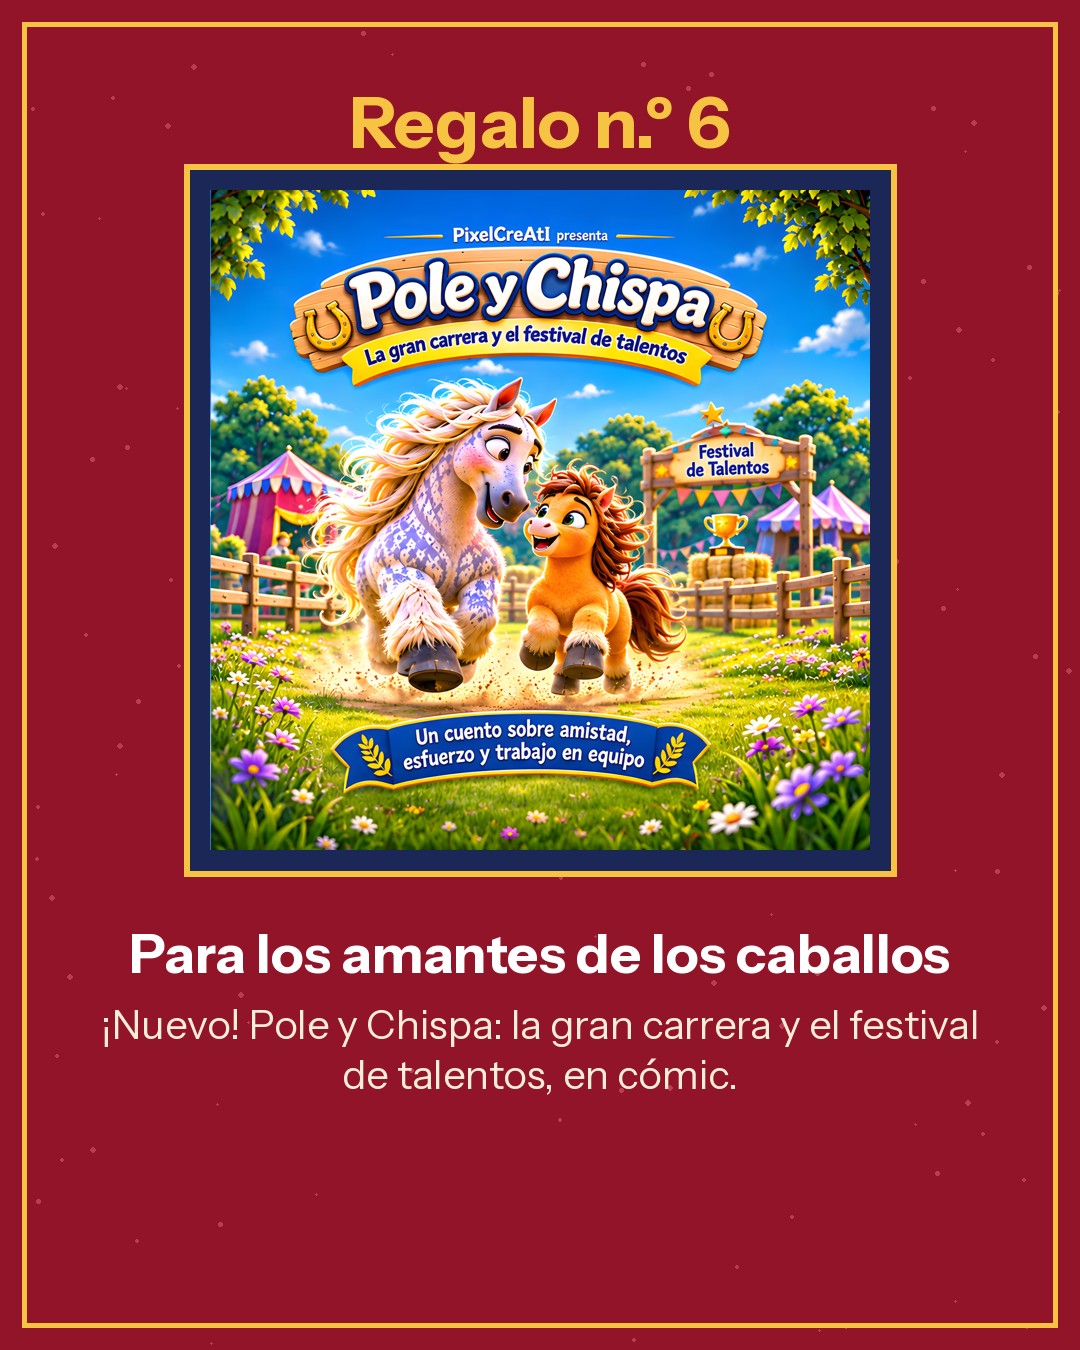 Regalo n.º 6
PixelCreAtI presenta
Pole y Chispa
La gran carrera y el festival de talentos
Festival
de Talentos
Un cuento sobre amistad,
esfuerzo y trabajo en equipo
Para los amantes de los caballos
¡Nuevo! Pole y Chispa: la gran carrera y el festival
de talentos, en cómic.